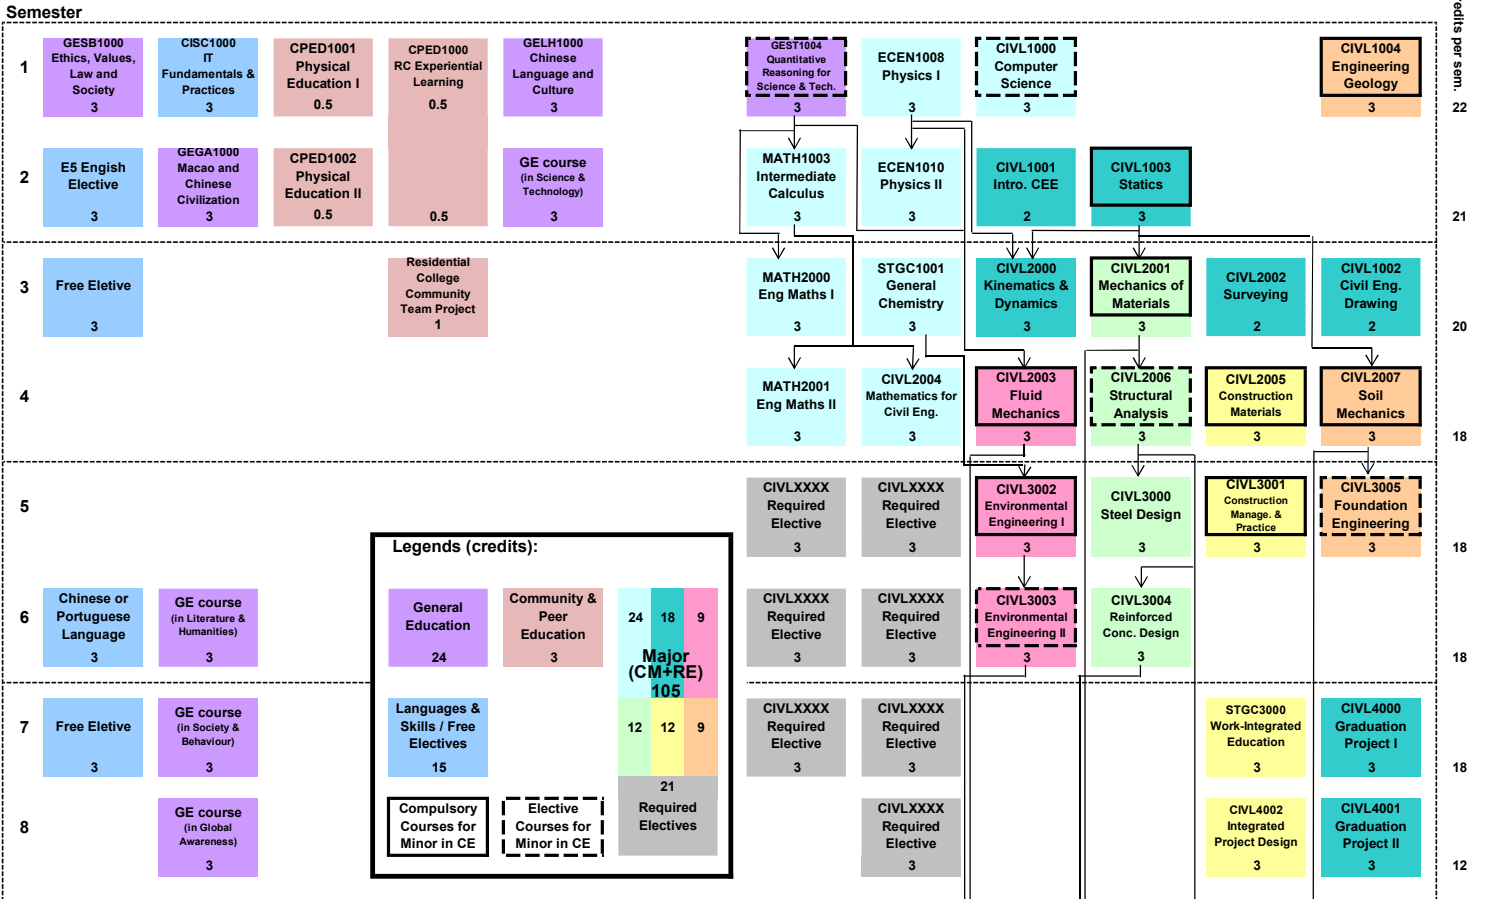 Semester
redits per sem.
1
GESB1000
Ethics, Values,
Law and
Society
3
CISC1000
IT
Fundamentals &
Practices
3
CPED1001
Physical
Education I
0.5
CPED1000
RC Experiential
Learning
0.5
GELH1000
Chinese
Language and
Culture
3
GEST1004
Quantitative
Reasoning for
Science & Tech.
3
ECEN1008
Physics I
3
CIVL1000
Computer
Science
3
CIVL1004
Engineering
Geology
3
22
2
E5 Engish
Elective
3
GEGA1000
Macao and
Chinese
Civilization
3
CPED1002
Physical
Education II
0.5
0.5
GE course
(in Science &
Technology)
3
MATH1003
Intermediate
Calculus
3
ECEN1010
Physics II
3
CIVL1001
Intro. CEE
2
CIVL1003
Statics
3
21
3
Free Eletive
3
Residential
College
Community
Team Project
1
MATH2000
Eng Maths I
3
STGC1001
General
Chemistry
3
CIVL2000
Kinematics &
Dynamics
3
CIVL2001
Mechanics of
Materials
3
CIVL2002
Surveying
2
CIVL1002
Civil Eng.
Drawing
2
20
4
MATH2001
Eng Maths II
3
CIVL2004
Mathematics for
Civil Eng.
3
CIVL2003
Fluid
Mechanics
3
CIVL2006
Structural
Analysis
3
CIVL2005
Construction
Materials
3
CIVL2007
Soil
Mechanics
3
18
5
CIVLXXXX
Required
Elective
3
CIVLXXXX
Required
Elective
3
CIVL3002
Environmental
Engineering I
3
CIVL3000
Steel Design
3
CIVL3001
Construction
Manage. &
Practice
3
CIVL3005
Foundation
Engineering
3
18
6
Chinese or
Portuguese
Language
3
GE course
(in Literature &
Humanities)
3
CIVLXXXX
Required
Elective
3
CIVLXXXX
Required
Elective
3
CIVL3003
Environmental
Engineering II
3
CIVL3004
Reinforced
Conc. Design
3
18
7
Free Eletive
3
GE course
(in Society &
Behaviour)
3
CIVLXXXX
Required
Elective
3
CIVLXXXX
Required
Elective
3
STGC3000
Work-Integrated
Education
3
CIVL4000
Graduation
Project I
3
18
8
GE course
(in Global
Awareness)
3
CIVLXXXX
Required
Elective
3
CIVL4002
Integrated
Project Design
3
CIVL4001
Graduation
Project II
3
12
Legends (credits):
General
Education
24
Community &
Peer
Education
3
24 18 9
Major
(CM+RE)
105
12 12 9
21
Required
Electives
Languages &
Skills / Free
Electives
15
Compulsory
Courses for
Minor in CE
Elective
Courses for
Minor in CE